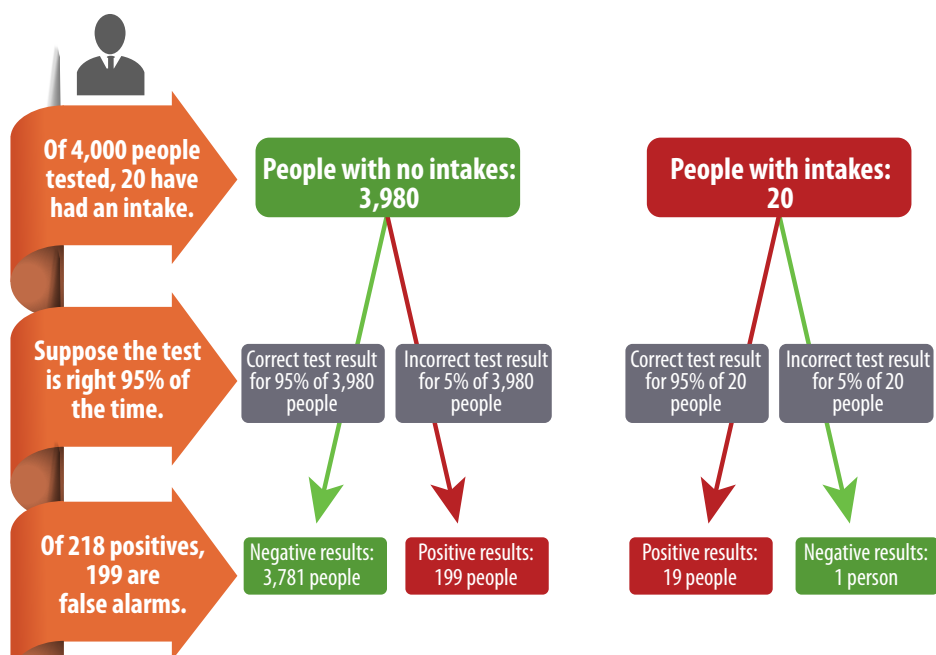 Of 4,000 people
tested, 20 have
had an intake.
People with no intakes:
3,980
People with intakes:
20
Suppose the test
is right 95% of
the time.
Correct test result
for 95% of 3,980
people
Incorrect test result
for 5% of 3,980
people
Correct test result
for 95% of 20
people
Incorrect test result
for 5% of 20
people
Of 218 positives,
199 are
false alarms.
Negative results:
3,781 people
Positive results:
199 people
Positive results:
19 people
Negative results:
1 person